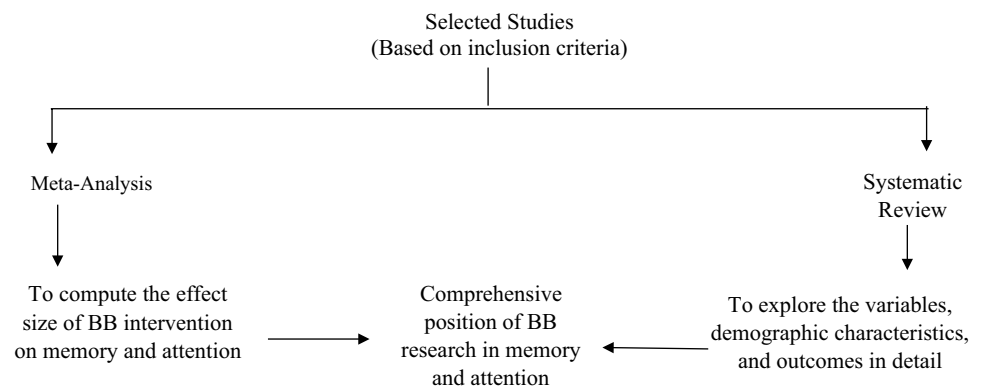 Selected Studies
(Based on inclusion criteria)
Meta-Analysis
Systematic
Review
To compute the effect
size of BB intervention
on memory and attention
Comprehensive
position of BB
research in memory
and attention
To explore the variables,
demographic characteristics,
and outcomes in detail